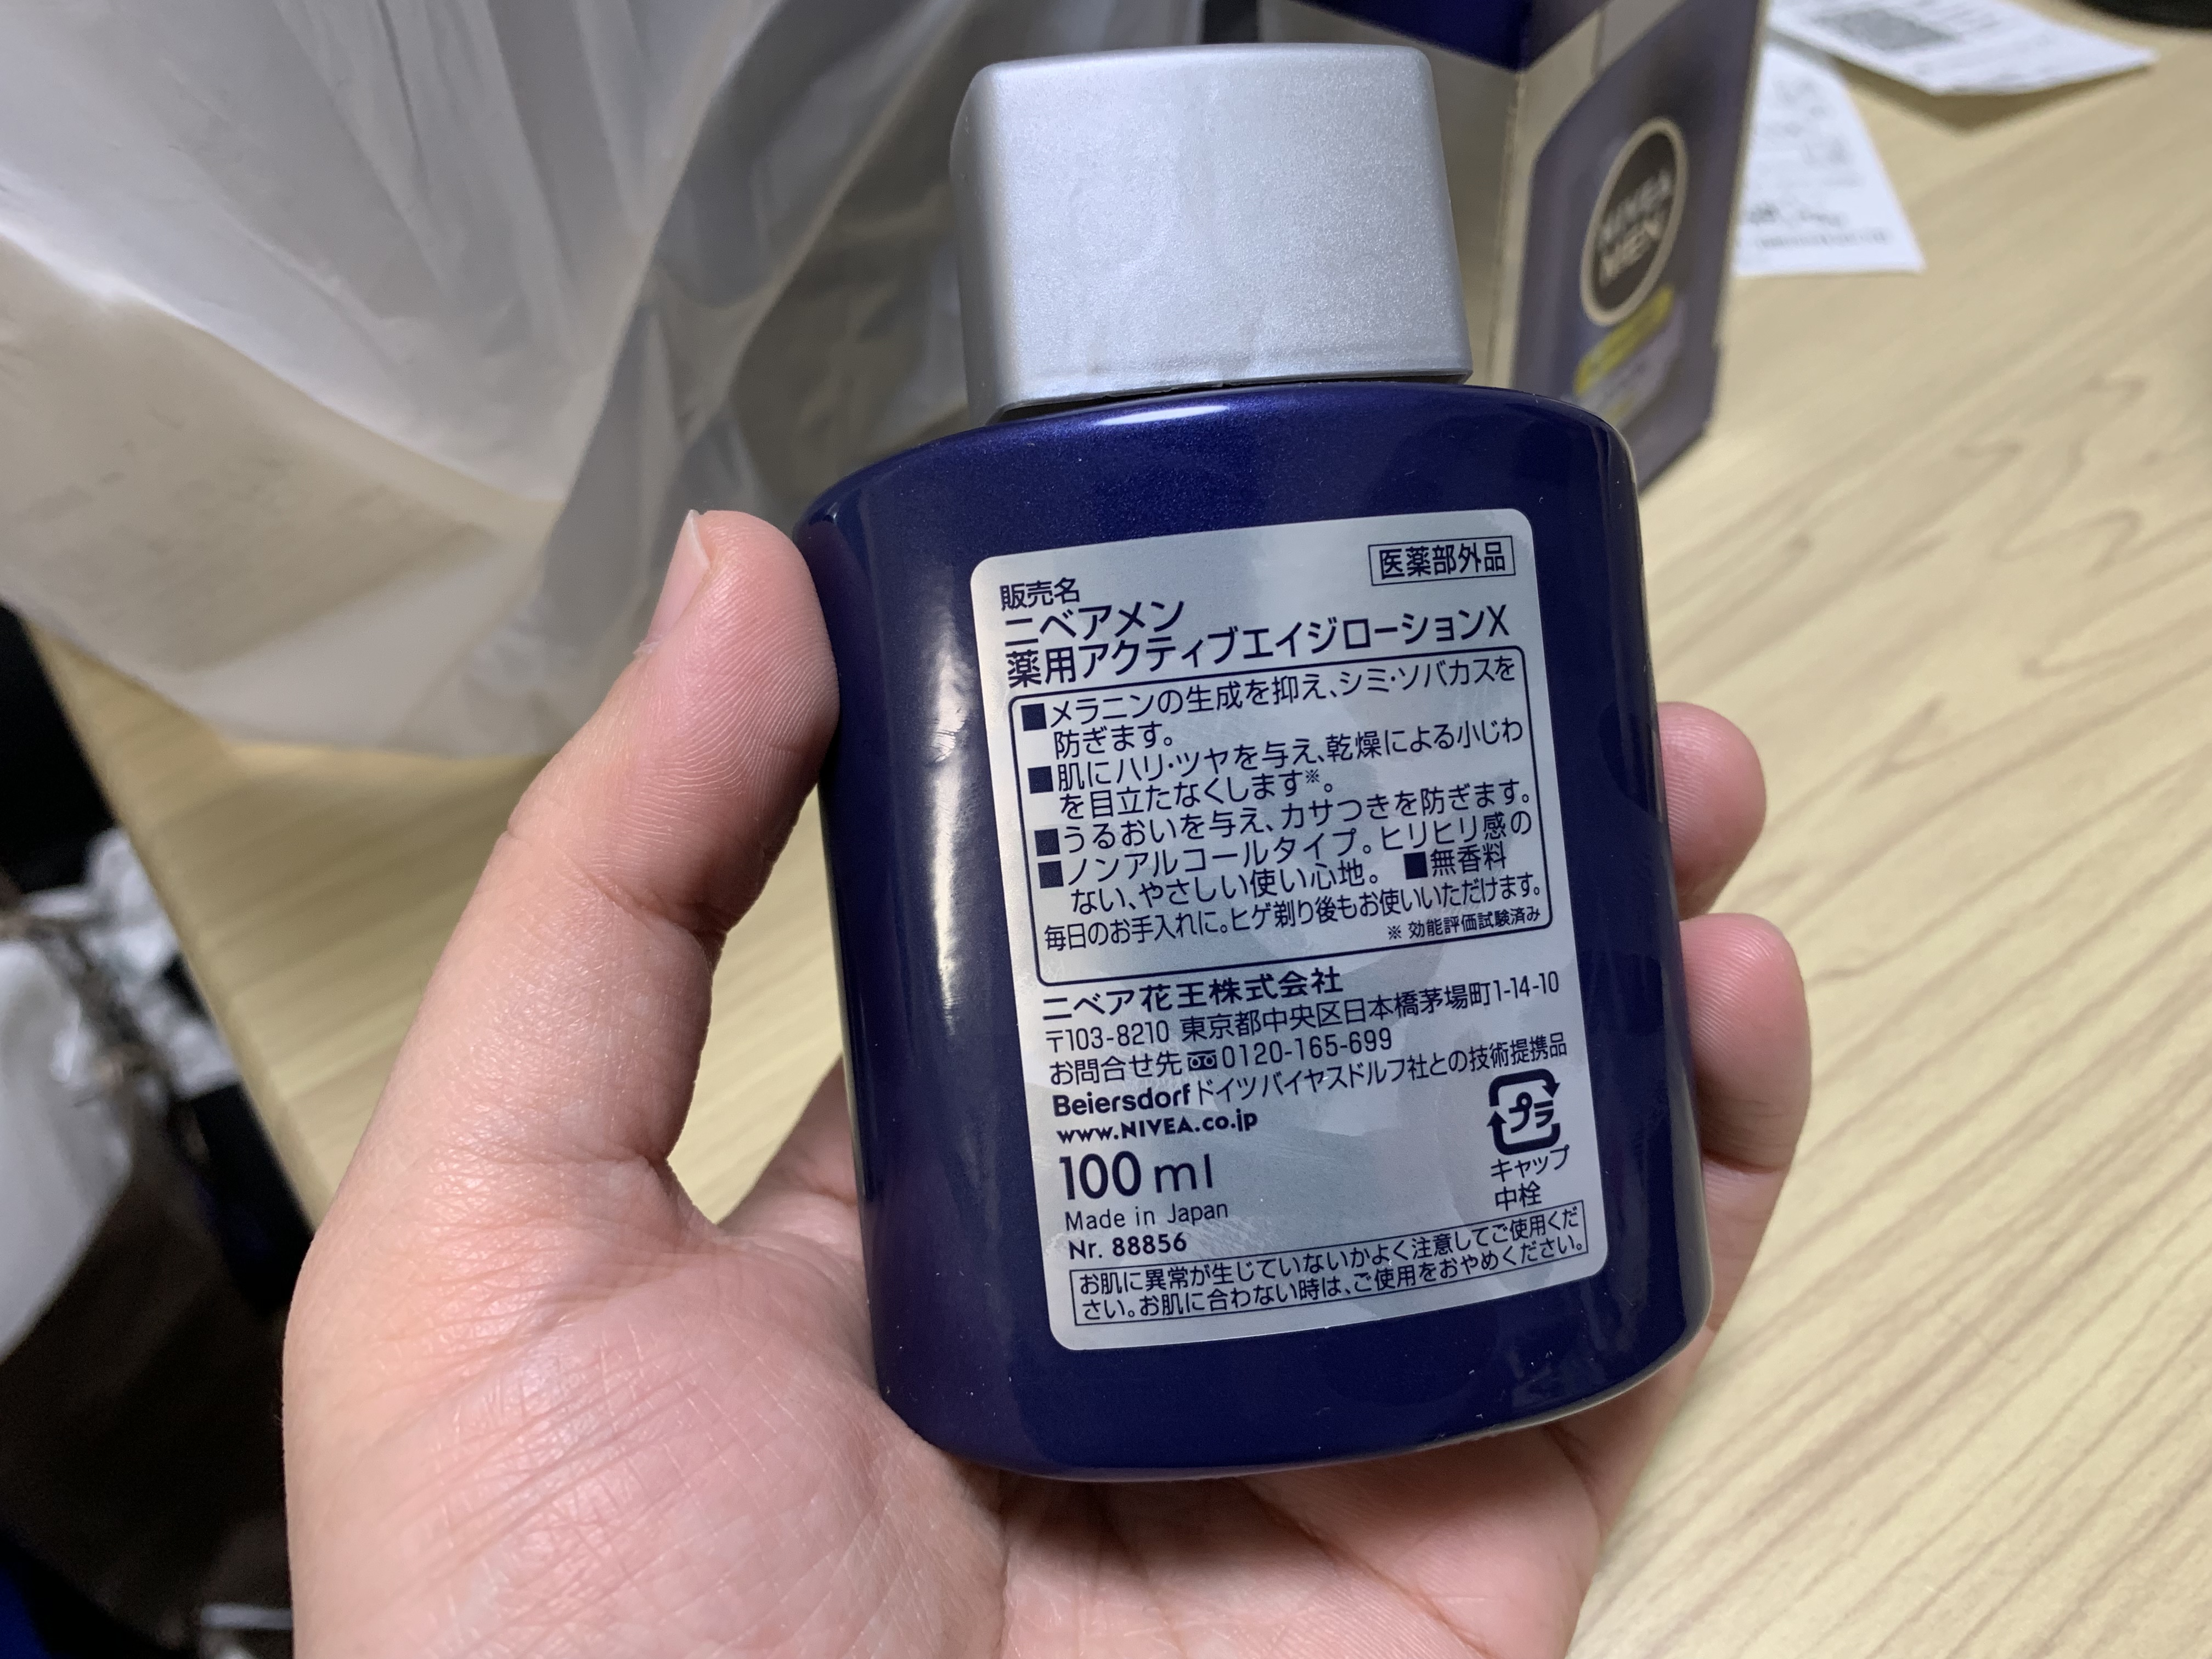 医薬部外品
販売名
ニベアメン
薬用アクティブエイジローションX
■メラニンの生成を抑え、シミ・ソバカスを
防ぎます。
■肌にハリ・ツヤを与え、乾燥による小じわ
を目立たなくします※。
■うるおいを与え、カサつきを防ぎます。
■ノンアルコールタイプ。ヒリヒリ感の
ない、やさしい使い心地。 ■無香料
毎日のお手入れに。ヒゲ剃り後もお使いいただけます。
※ 効能評価試験済み
ニベア花王株式会社
〒103-8210 東京都中央区日本橋茅場町1-14-10
お問合せ先 0120-165-699
Beiersdorf ドイツバイヤスドルフ社との技術提携品
www.NIVEA.co.jp
プラ
キャップ
中栓
100 ml
Made in Japan
Nr. 88856
お肌に異常が生じていないかよく注意してご使用くだ
さい。お肌に合わない時は、ご使用をおやめください。
NIVEA
MEN